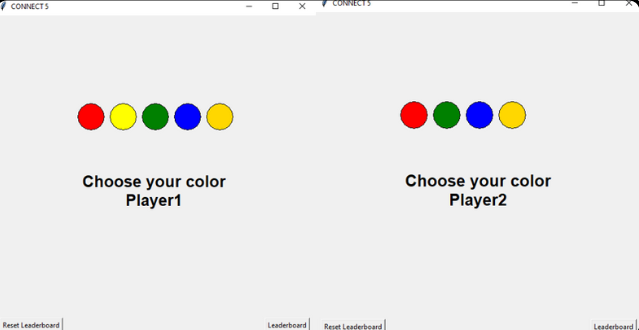 CONNECT 5
Choose your color
Player1
Reset Leaderboard
Leaderboard
CONNECT 5
Choose your color
Player2
Reset Leaderboard
Leaderboard